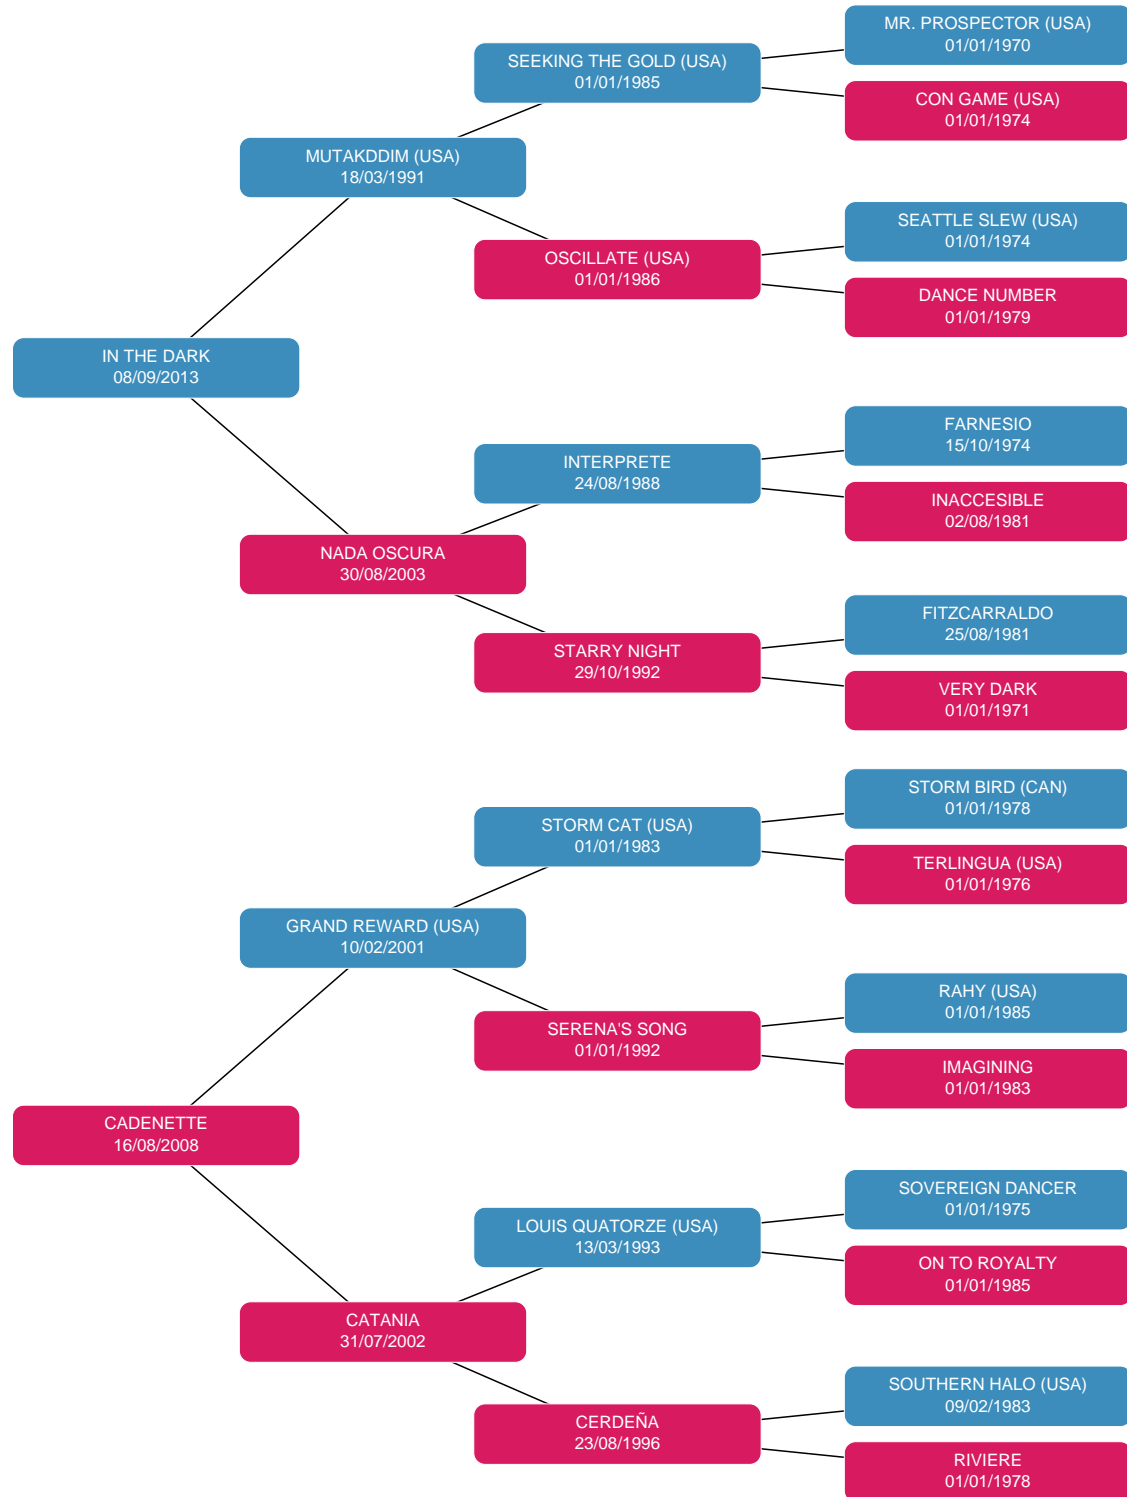 MR. PROSPECTOR (USA)
01/01/1970
SEEKING THE GOLD (USA)
01/01/1985
CON GAME (USA)
01/01/1974
MUTAKDDIM (USA)
18/03/1991
SEATTLE SLEW (USA)
01/01/1974
OSCILLATE (USA)
01/01/1986
DANCE NUMBER
01/01/1979
IN THE DARK
08/09/2013
FARNESIO
15/10/1974
INTERPRETE
24/08/1988
INACCESIBLE
02/08/1981
NADA OSCURA
30/08/2003
FITZCARRALDO
25/08/1981
STARRY NIGHT
29/10/1992
VERY DARK
01/01/1971
STORM BIRD (CAN)
01/01/1978
STORM CAT (USA)
01/01/1983
TERLINGUA (USA)
01/01/1976
GRAND REWARD (USA)
10/02/2001
RAHY (USA)
01/01/1985
SERENA'S SONG
01/01/1992
IMAGINING
01/01/1983
CADENETTE
16/08/2008
SOVEREIGN DANCER
01/01/1975
LOUIS QUATORZE (USA)
13/03/1993
ON TO ROYALTY
01/01/1985
CATANIA
31/07/2002
SOUTHERN HALO (USA)
09/02/1983
CERDEÑA
23/08/1996
RIVIERE
01/01/1978